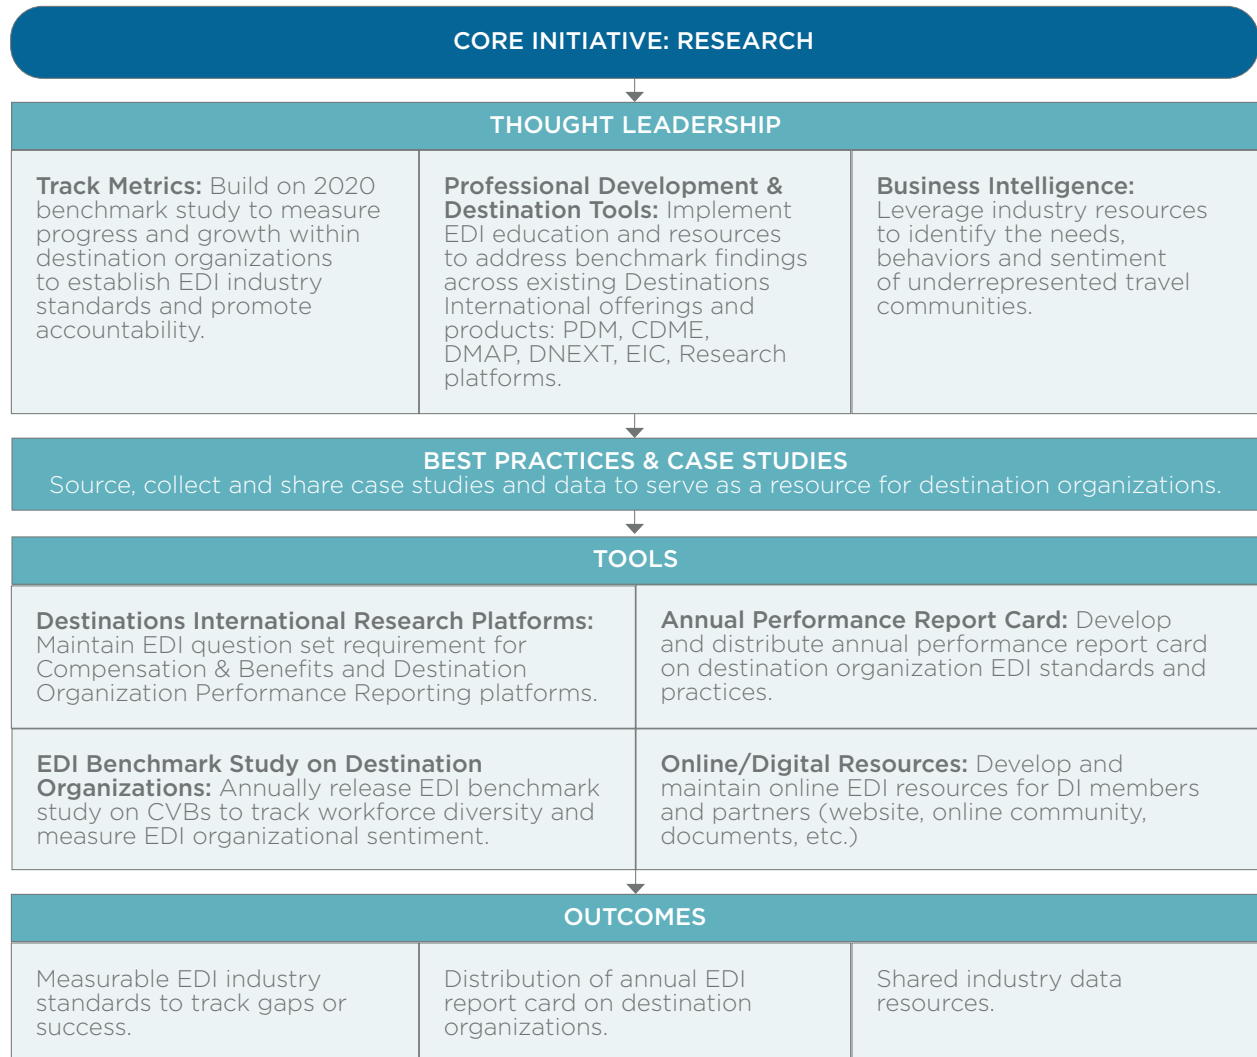 CORE INITIATIVE: RESEARCH
THOUGHT LEADERSHIP
Track Metrics: Build on 2020
benchmark study to measure
progress and growth within
destination organizations
to establish EDI industry
standards and promote
accountability.
Professional Development &
Destination Tools: Implement
EDI education and resources
to address benchmark findings
across existing Destinations
International offerings and
products: PDM, CDME,
DMAP, DNEXT, EIC, Research
platforms.
Business Intelligence:
Leverage industry resources
to identify the needs,
behaviors and sentiment
of underrepresented travel
communities.
BEST PRACTICES & CASE STUDIES
Source, collect and share case studies and data to serve as a resource for destination organizations.
TOOLS
Destinations International Research Platforms:
Maintain EDI question set requirement for
Compensation & Benefits and Destination
Organization Performance Reporting platforms.
Annual Performance Report Card: Develop
and distribute annual performance report card
on destination organization EDI standards and
practices.
EDI Benchmark Study on Destination
Organizations: Annually release EDI benchmark
study on CVBs to track workforce diversity and
measure EDI organizational sentiment.
Online/Digital Resources: Develop and
maintain online EDI resources for DI members
and partners (website, online community,
documents, etc.)
OUTCOMES
Measurable EDI industry
standards to track gaps or
success.
Distribution of annual EDI
report card on destination
organizations.
Shared industry data
resources.